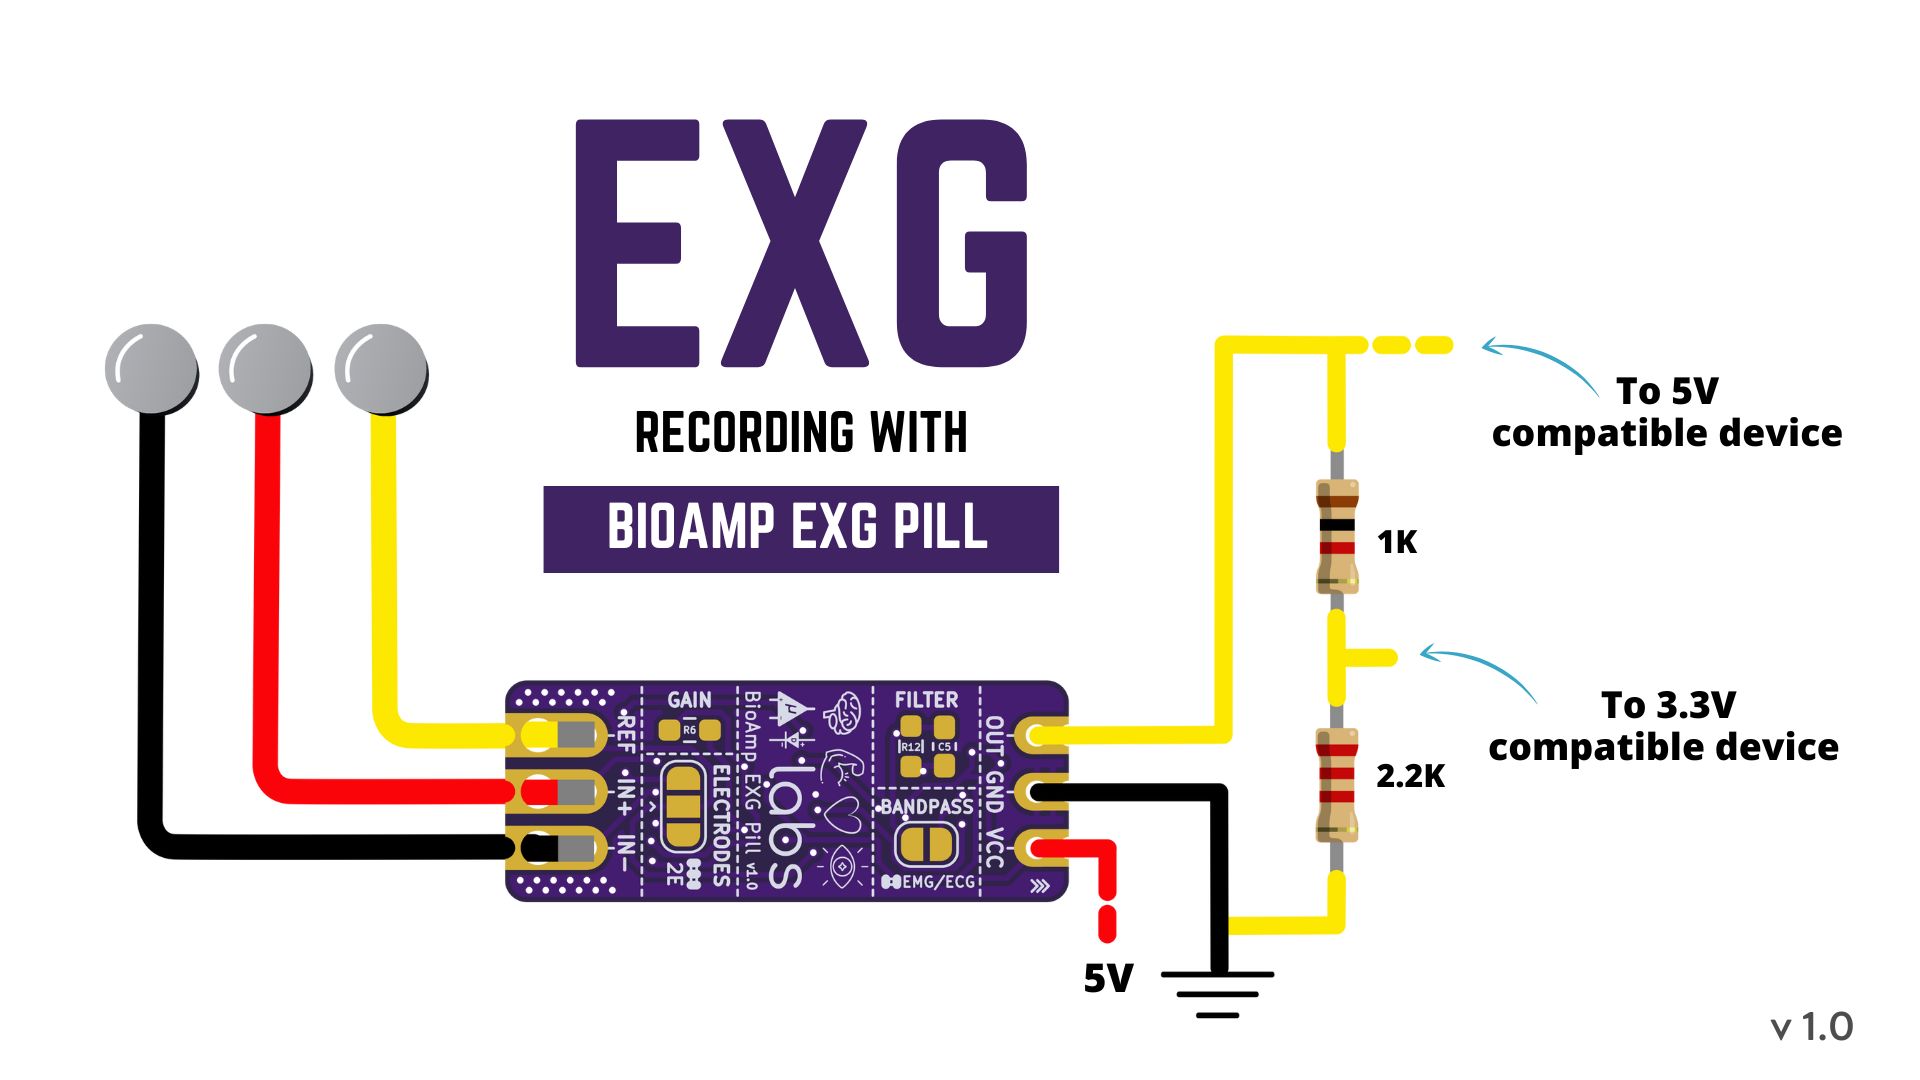 EXG
RECORDING WITH
BIOAMP EXG PILL
To 5V
compatible device
1K
To 3.3V
compatible device
2.2K
REF
IN+
IN-
GAIN
R6
ELECTRODES
2E
BioAmp EXG Pill v1.0
μ
labs
FILTER
R12
C5
BANDPASS
EMG/ECG
OUT GND VCC
5V
v 1.0